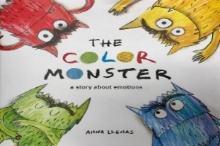 THE
COLOR
MONSTER
a story about emotions
ANNA LLENAS